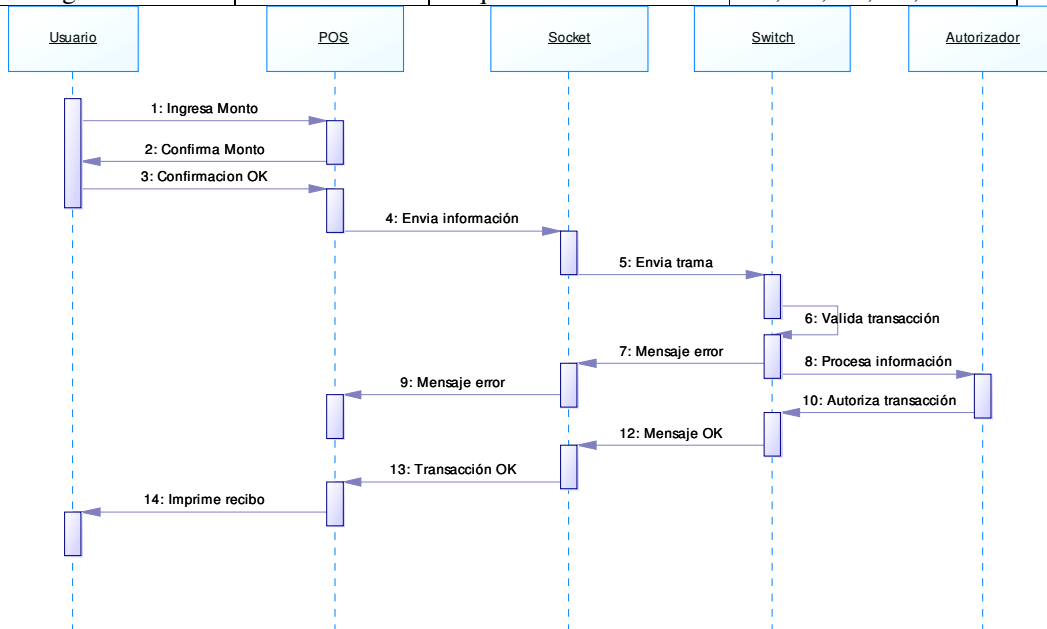 Usuario
POS
Socket
Switch
Autorizador
1: Ingresa Monto
2: Confirma Monto
3: Confirmacion OK
4: Envia información
5: Envia trama
6: Valida transacción
7: Mensaje error
8: Procesa información
9: Mensaje error
10: Autoriza transacción
12: Mensaje OK
13: Transacción OK
14: Imprime recibo